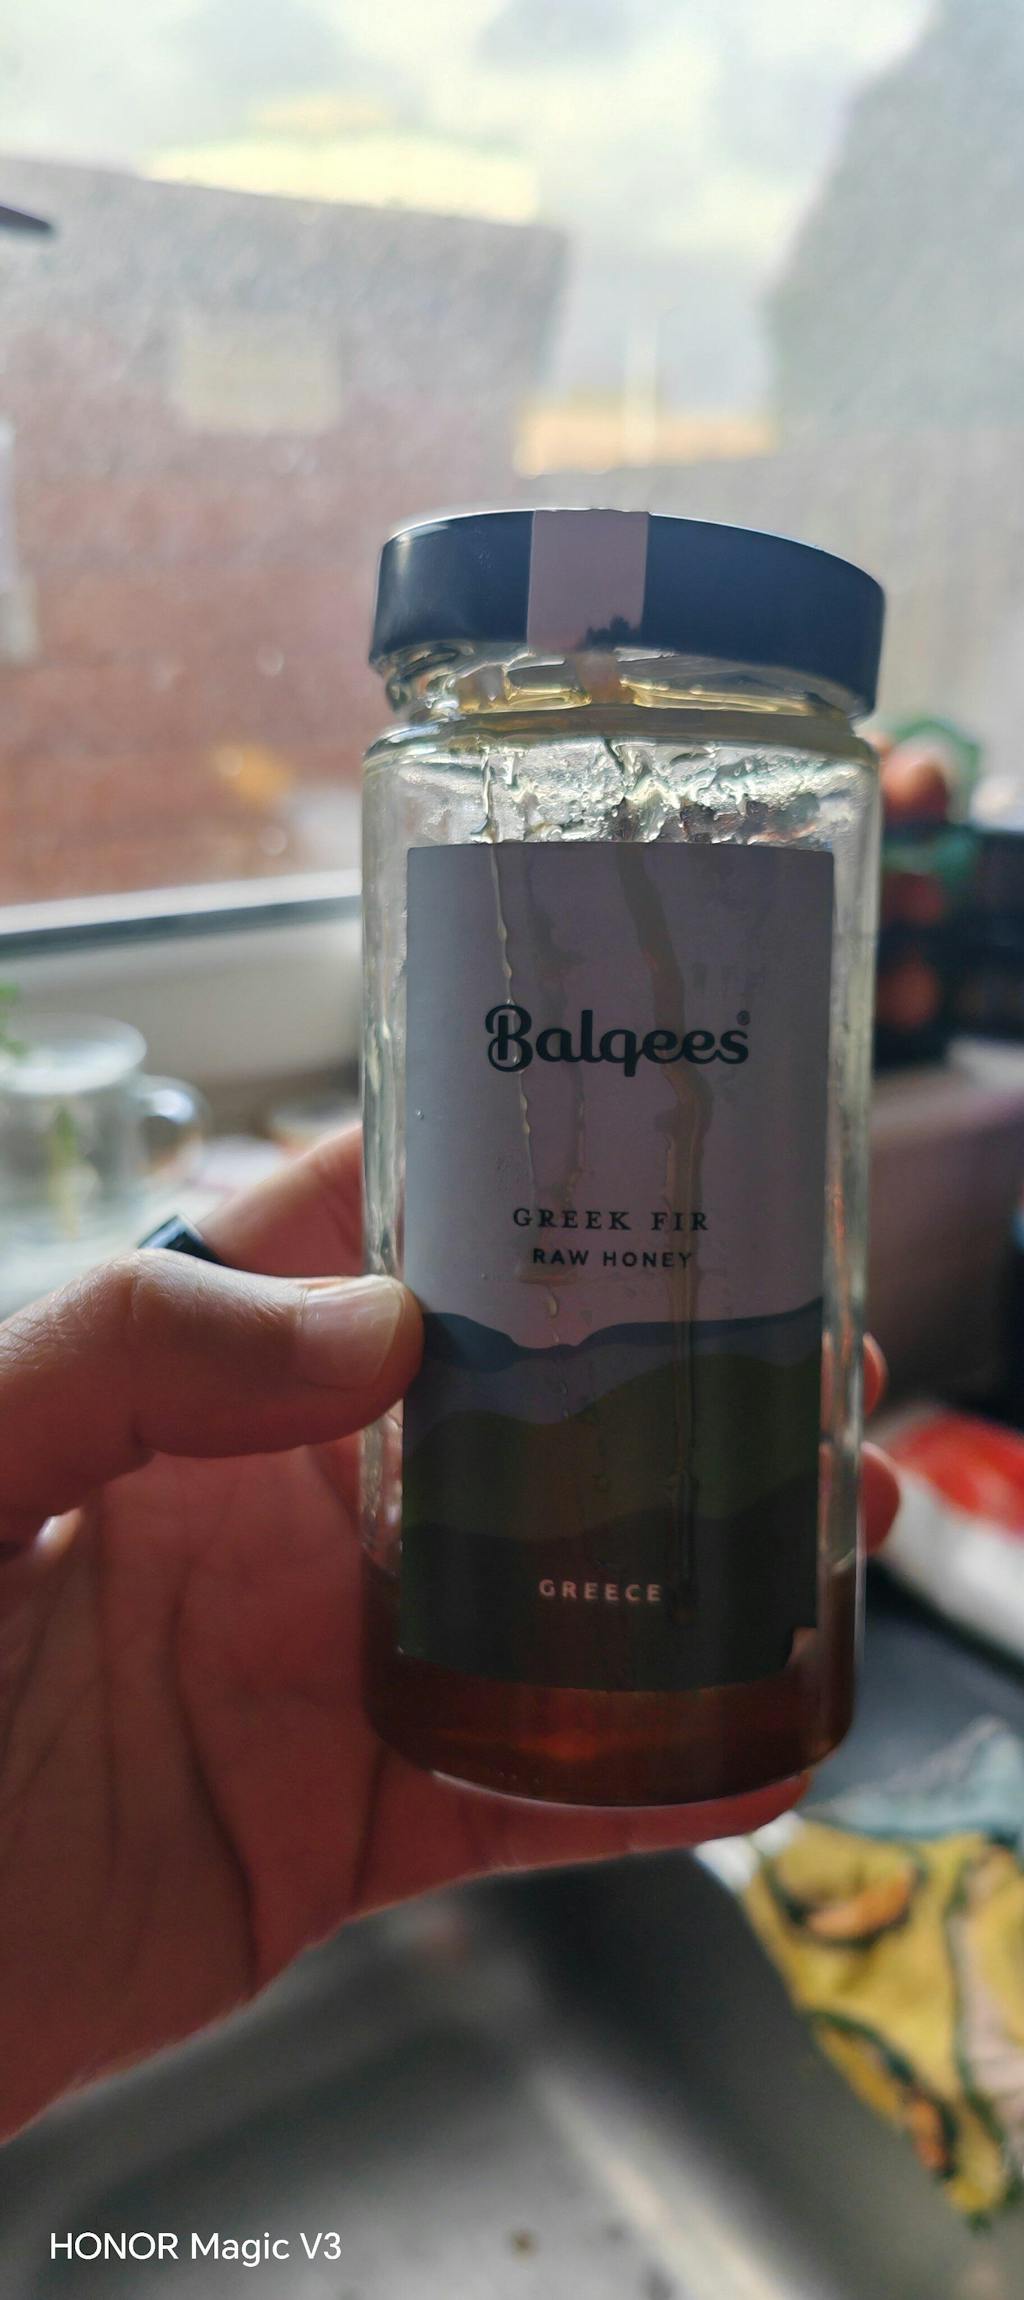 Balqees®
GREEK FIR
RAW HONEY
GREECE
HONOR Magic V3